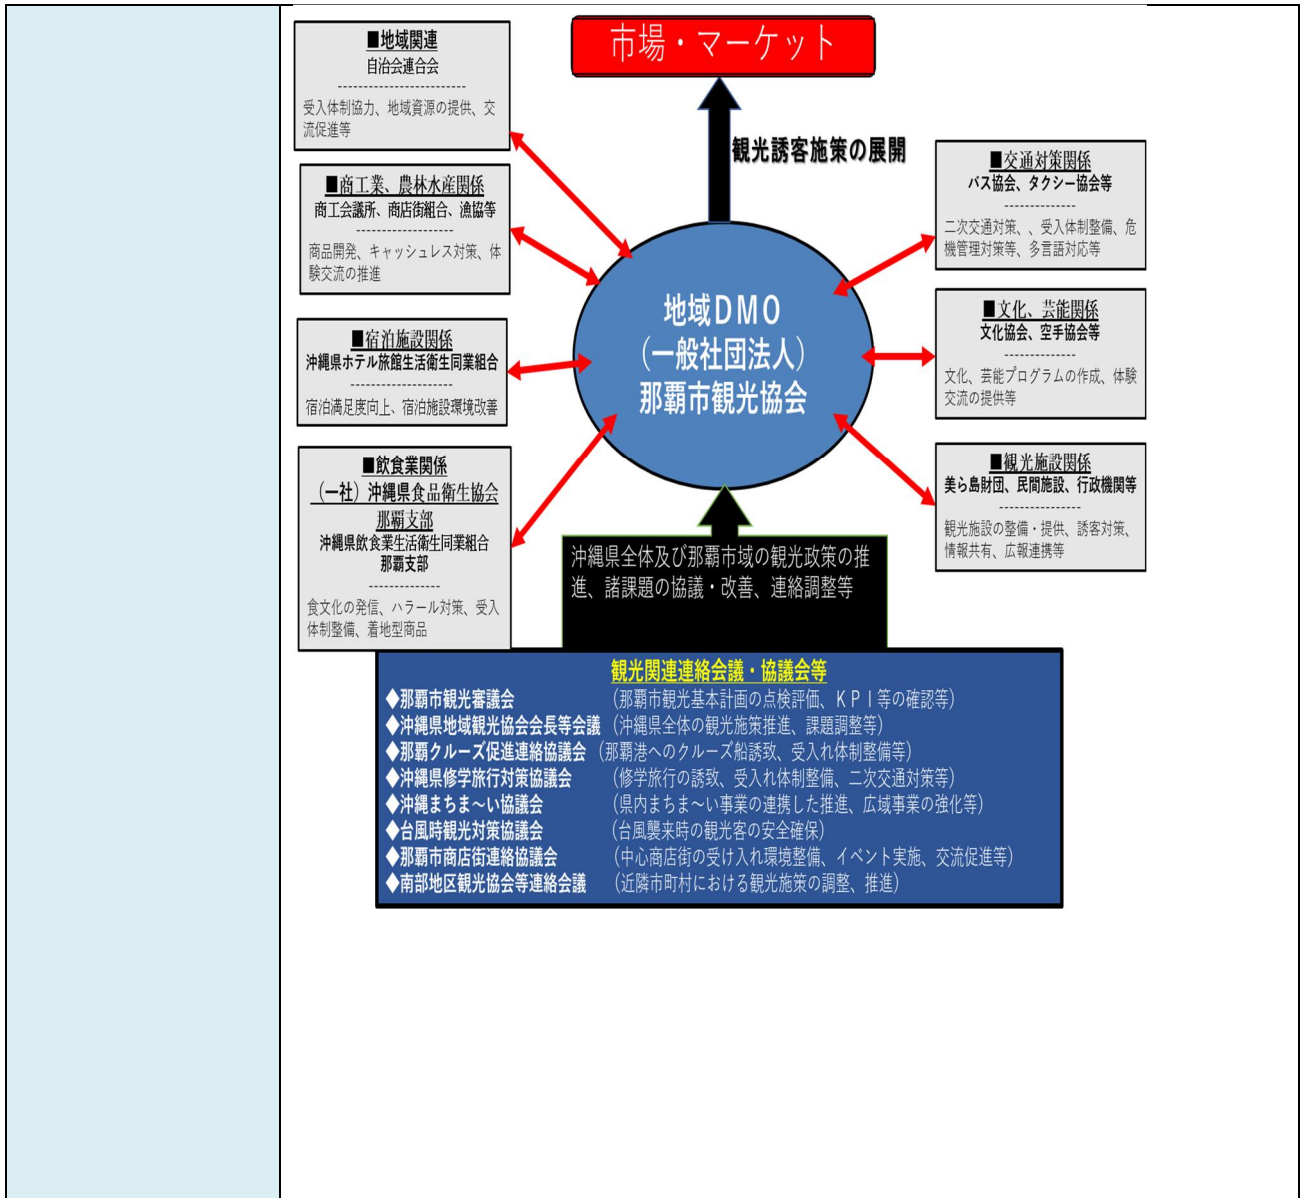 市場・マーケット
観光誘客施策の展開
■地域関連
自治会連合会
------------------------
受入体制協力、地域資源の提供、交
流促進等
■商工業、農林水産関係
商工会議所、商店街組合、漁協等
-------------------
商品開発、キャッシュレス対策、体
験交流の推進
■宿泊施設関係
沖縄県ホテル旅館生活衛生同業組合
--------------------
宿泊満足度向上、宿泊施設環境改善
■飲食業関係
（一社）沖縄県食品衛生協会
那覇支部
沖縄県飲食業生活衛生同業組合
那覇支部
--------------
食文化の発信、ハラール対策、受入
体制整備、着地型商品
地域ＤＭＯ
（一般社団法人）
那覇市観光協会
■交通対策関係
バス協会、タクシー協会等
--------------
二次交通対策、、受入体制整備、危
機管理対策等、多言語対応等
■文化、芸能関係
文化協会、空手協会等
--------------
文化、芸能プログラムの作成、体験
交流の提供等
■観光施設関係
美ら島財団、民間施設、行政機関等
----------------
観光施設の整備・提供、誘客対策、
情報共有、広報連携等
沖縄県全体及び那覇市域の観光政策の推
進、諸課題の協議・改善、連絡調整等
観光関連連絡会議・協議会等
◆那覇市観光審議会　（那覇市観光基本計画の点検評価、ＫＰＩ等の確認等）
◆沖縄県地域観光協会会長等会議（沖縄県全体の観光施策推進、課題調整等）
◆那覇クルーズ促進連絡協議会（那覇港へのクルーズ船誘致、受入れ体制整備等）
◆沖縄県修学旅行対策協議会　（修学旅行の誘致、受入れ体制整備、二次交通対策等）
◆沖縄まちま～い協議会　（県内まちま～い事業の連携した推進、広域事業の強化等）
◆台風時観光対策協議会　（台風襲来時の観光客の安全確保）
◆那覇市商店街連絡協議会　（中心商店街の受け入れ環境整備、イベント実施、交流促進等）
◆南部地区観光協会等連絡会議　（近隣市町村における観光施策の調整、推進）